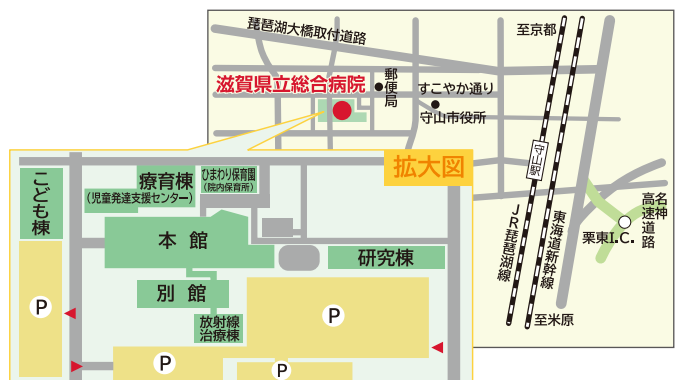 琵琶湖大橋取付道路
至京都
滋賀県立総合病院
郵便局
すこやか通り
守山市役所
守山駅
拡大図
こども棟
療育棟
(児童発達支援センター)
ひまわり保育園
(院内保育所)
本館
別館
研究棟
放射線
治療棟
P
P
P
P
JR琵琶湖線
東海道新幹線
至米原
栗東I.C.
名神
高速道路